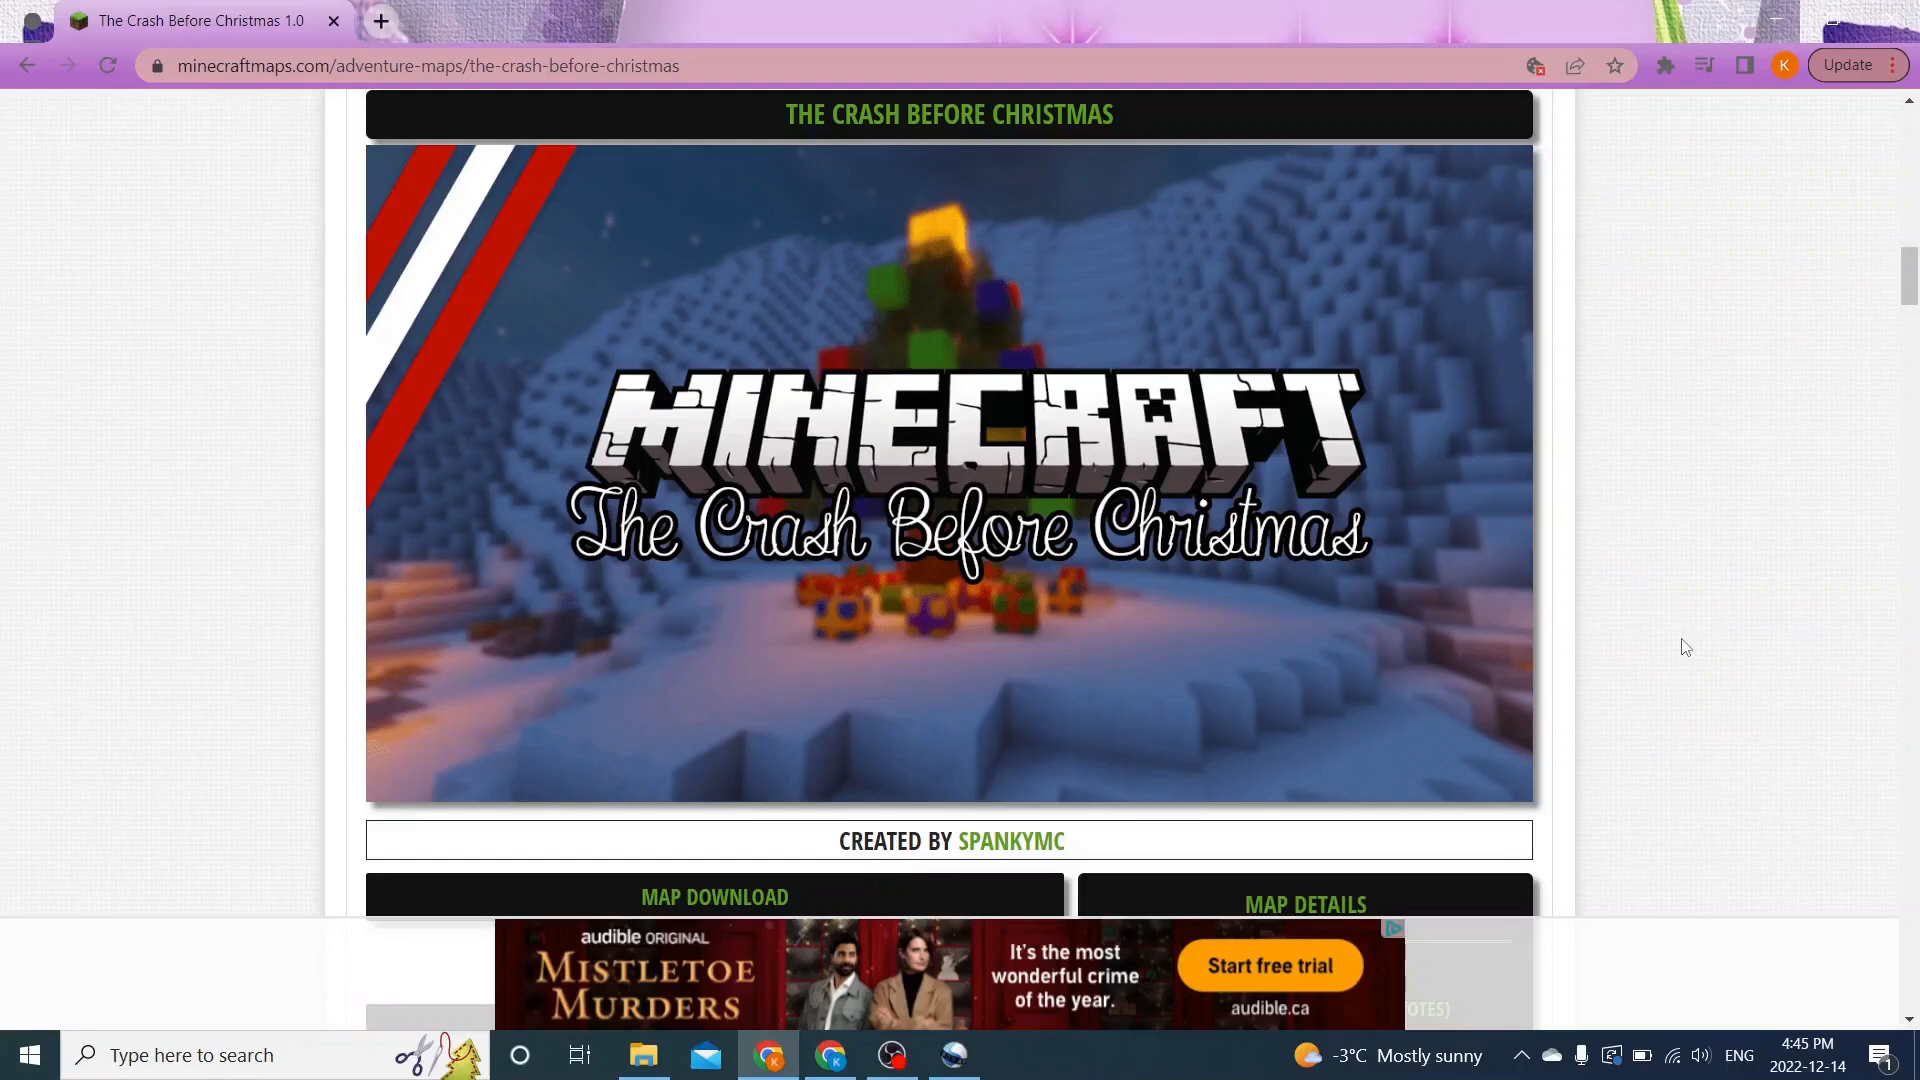 The Crash Before Christmas 1.0
minecraftmaps.com/adventure-maps/the-crash-before-christmas
K
Update
THE CRASH BEFORE CHRISTMAS
MINECRAFT
The Crash Before Christmas
CREATED BY SPANKYMC
MAP DOWNLOAD
MAP DETAILS
audible ORIGINAL
MISTLETOE
MURDERS
It's the most
wonderful crime
of the year.
Start free trial
audible.ca
OTES)
Type here to search
-3°C Mostly sunny
ENG
4:45 PM
2022-12-14
1